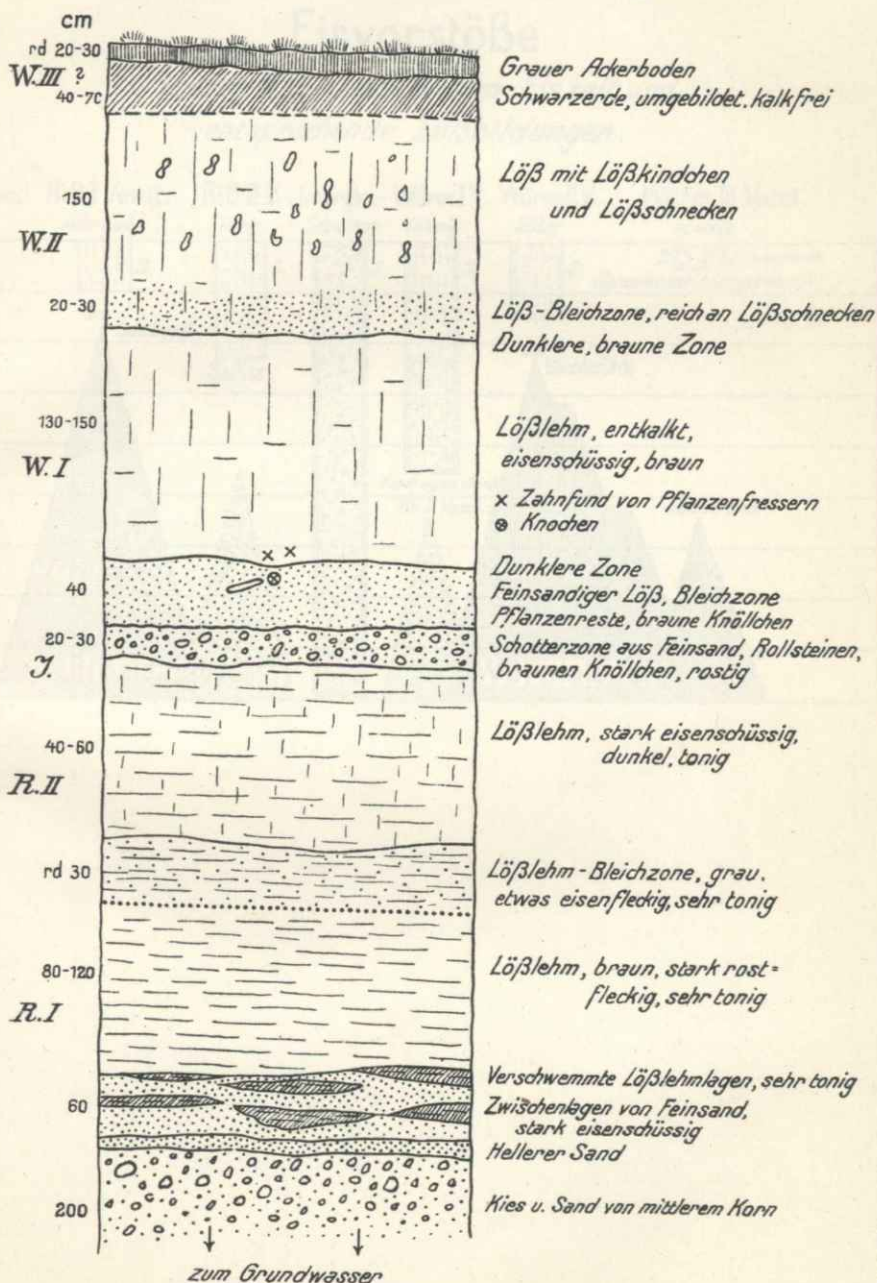 cm
rd 20-30
W.III ?
40-70
150
W.II
20-30
130-150
W.I
40
20-30
J.
40-60
R.II
rd 30
80-120
R.I
60
200
Grauer Ackerboden
Schwarzerde, umgebildet. kalkfrei
Löß mit Lößkindchen
und Lößschnecken
Löß-Bleichzone, reich an Lößschnecken
Dunklere, braune Zone
Lößlehm, entkalkt,
eisenschüssig, braun
x Zahnfund von Pflanzenfressern
⊗ Knochen
Dunklere Zone
Feinsandiger Löß, Bleichzone
Pflanzenreste, braune Knöllchen
Schotterzone aus Feinsand, Rollsteinen,
braunen Knöllchen, rostig
Lößlehm, stark eisenschüssig,
dunkel, tonig
Lößlehm-Bleichzone, grau.
etwas eisenfleckig, sehr tonig
Lößlehm, braun, stark rost=
fleckig, sehr tonig
Verschwemmte Lößlehmlagen, sehr tonig
Zwischenlagen von Feinsand,
stark eisenschüssig
Hellerer Sand
Kies u. Sand von mittlerem Korn
zum Grundwasser